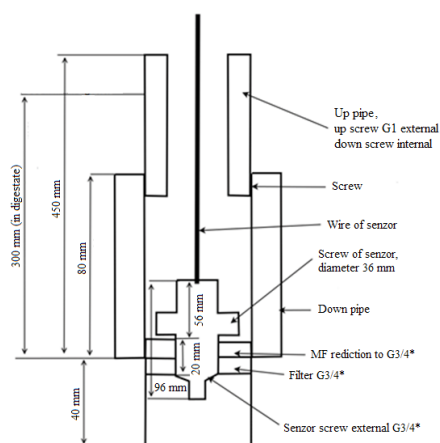 Up pipe,
up screw G1 external
down screw internal
Screw
Wire of senzor
Screw of senzor,
diameter 36 mm
Down pipe
MF rediction to G3/4*
Filter G3/4*
Senzor screw external G3/4*
300 mm (in digestate)
450 mm
80 mm
56 mm
20 mm
96 mm
40 mm